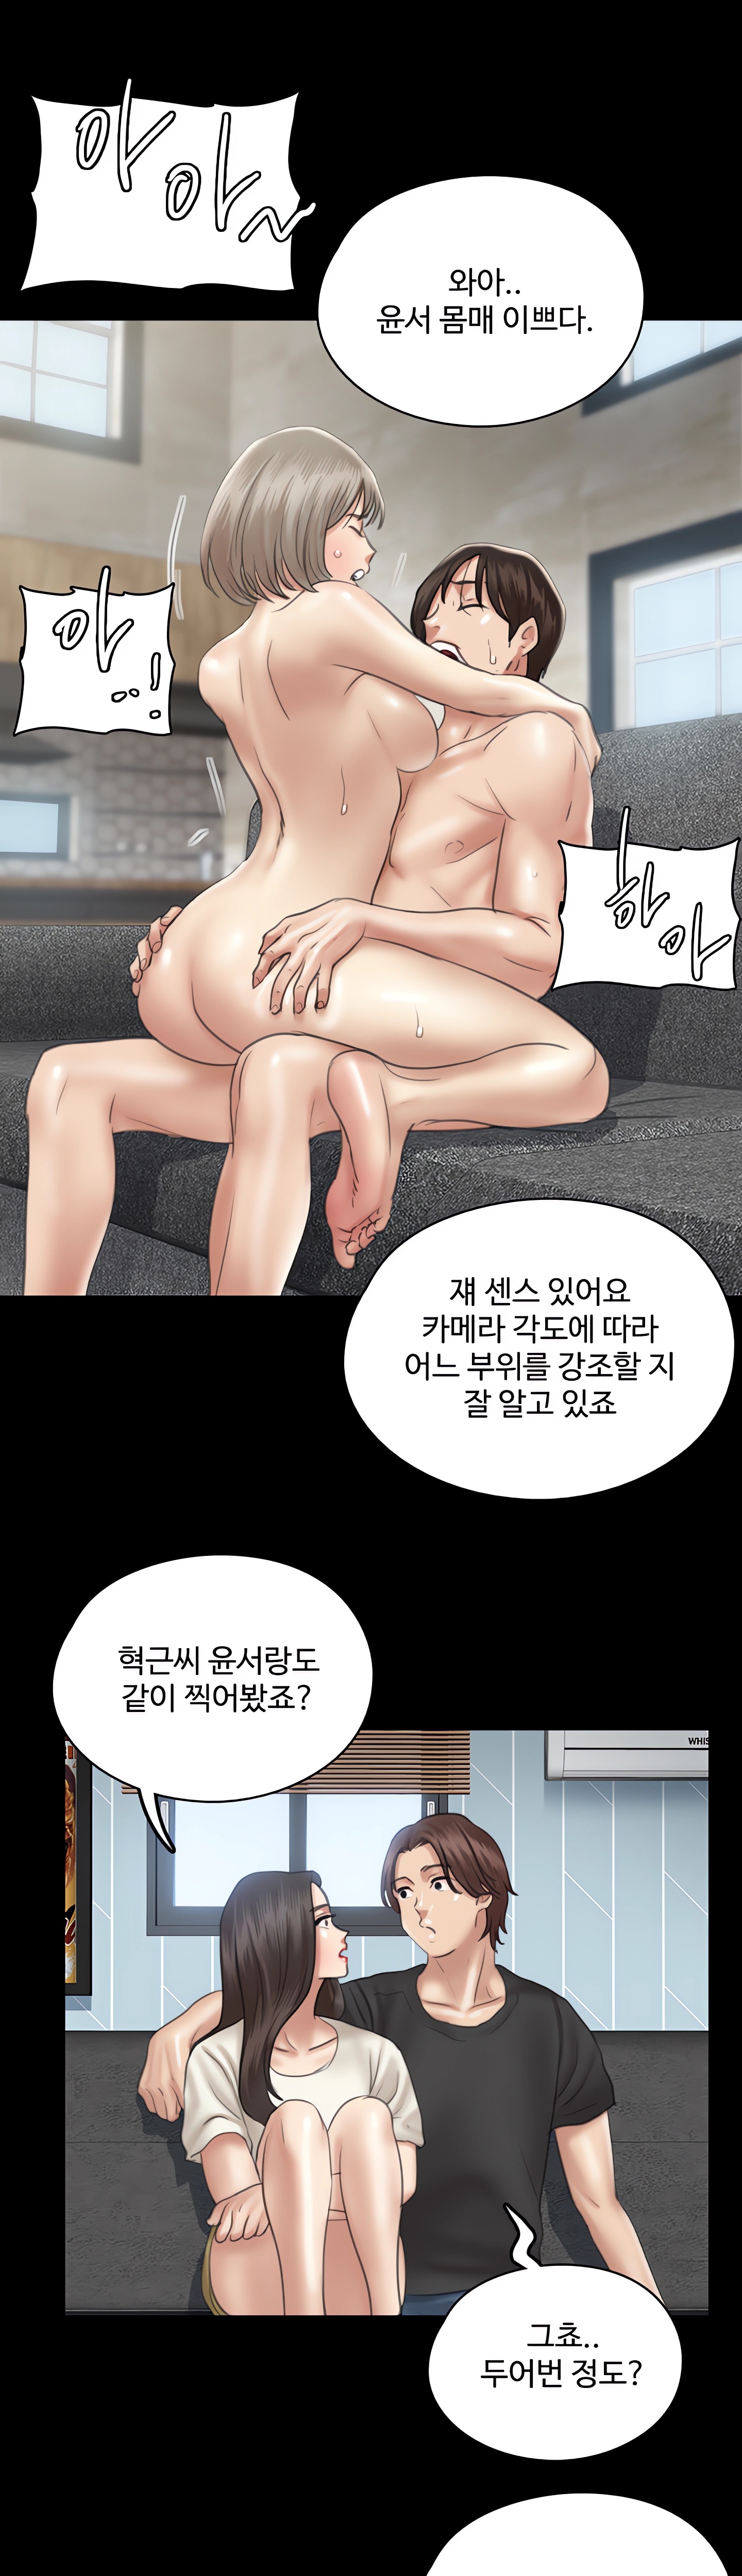 아아~
와아..
윤서 몸매 이쁘다.
아..!
하아
쟤 센스 있어요
카메라 각도에 따라
어느 부위를 강조할 지
잘 알고 있죠
혁근씨 윤서랑도
같이 찍어봤죠?
WHIS
그쵸..
두어번 정도?